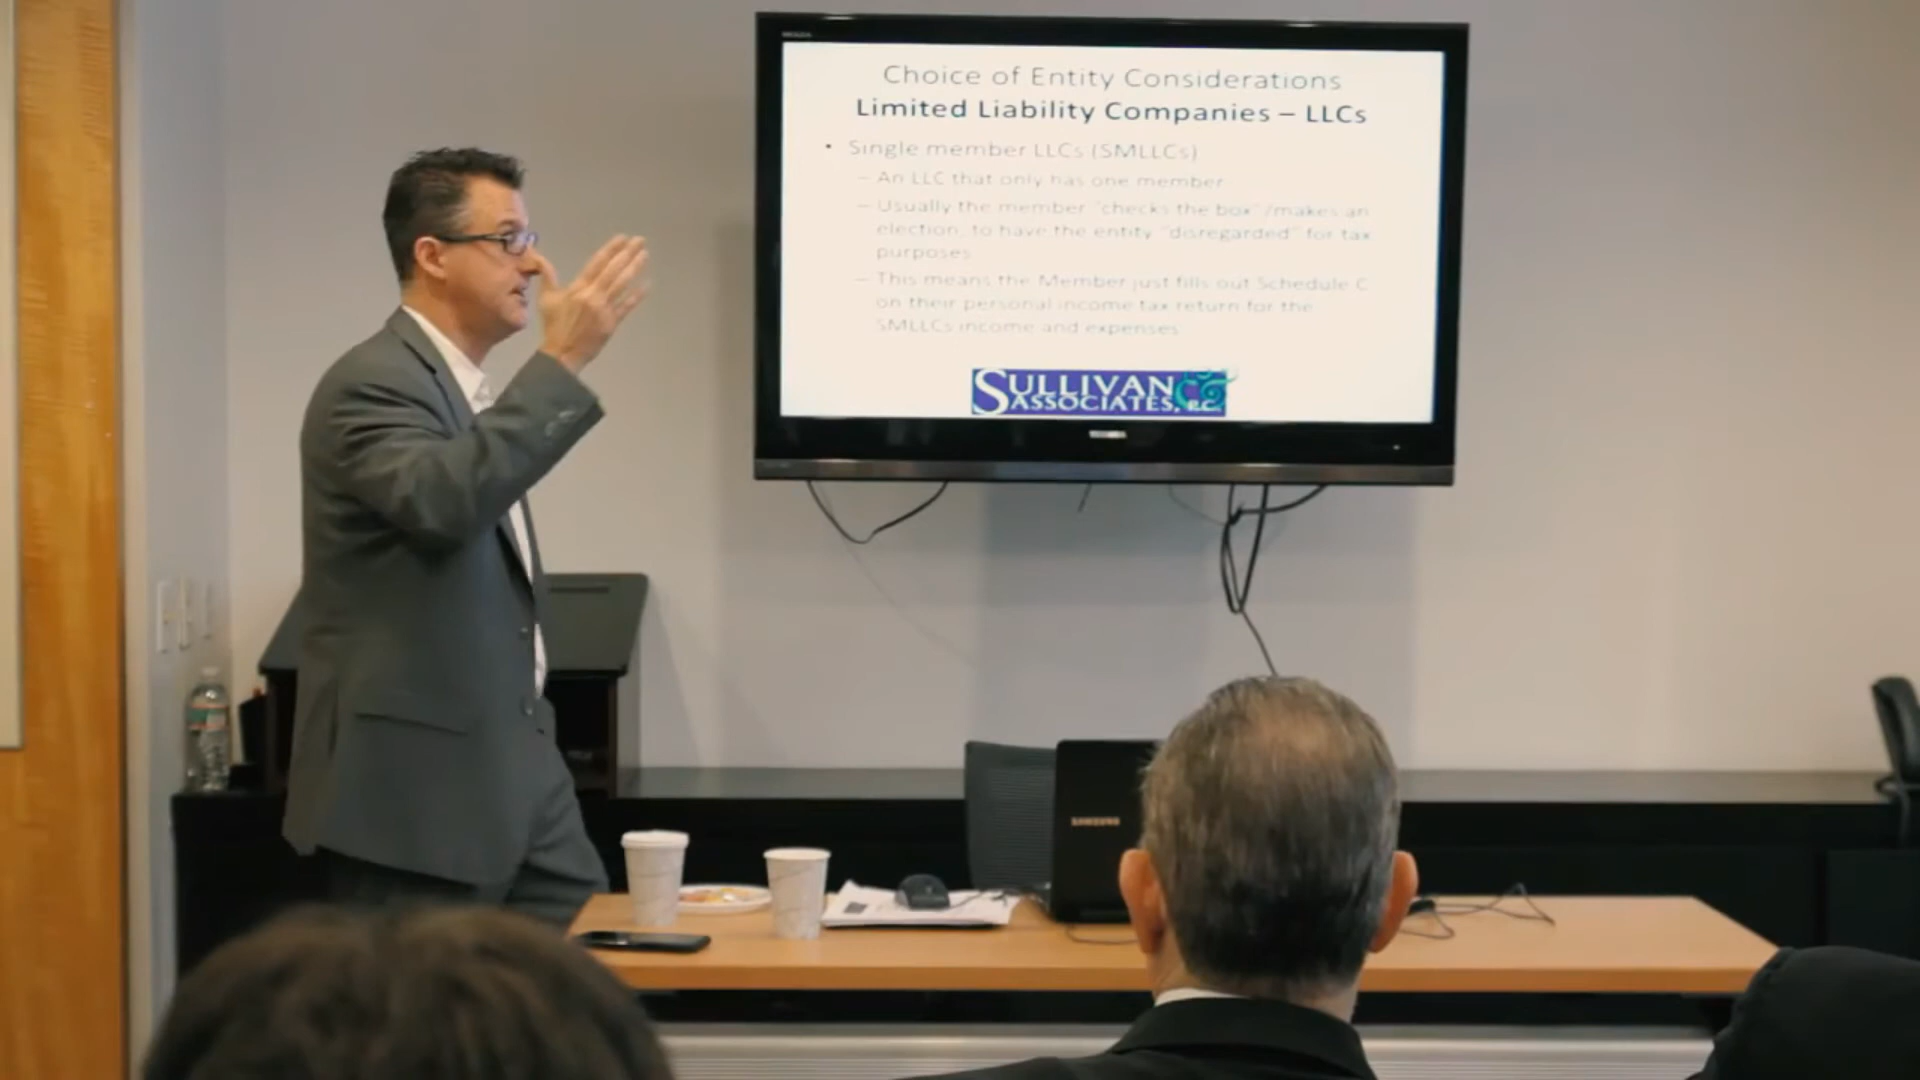 Choice of Entity Considerations
Limited Liability Companies – LLCs
• Single member LLCs (SMLLCs)
– An LLC that only has one member
– Usually the member "checks the box"/makes an
election, to have the entity "disregarded" for tax
purposes
– This means the Member just fills out Schedule C
on their personal income tax return for the
SMLLCs income and expenses
SULLIVAN &
ASSOCIATES, P.C.
SAMSUNG